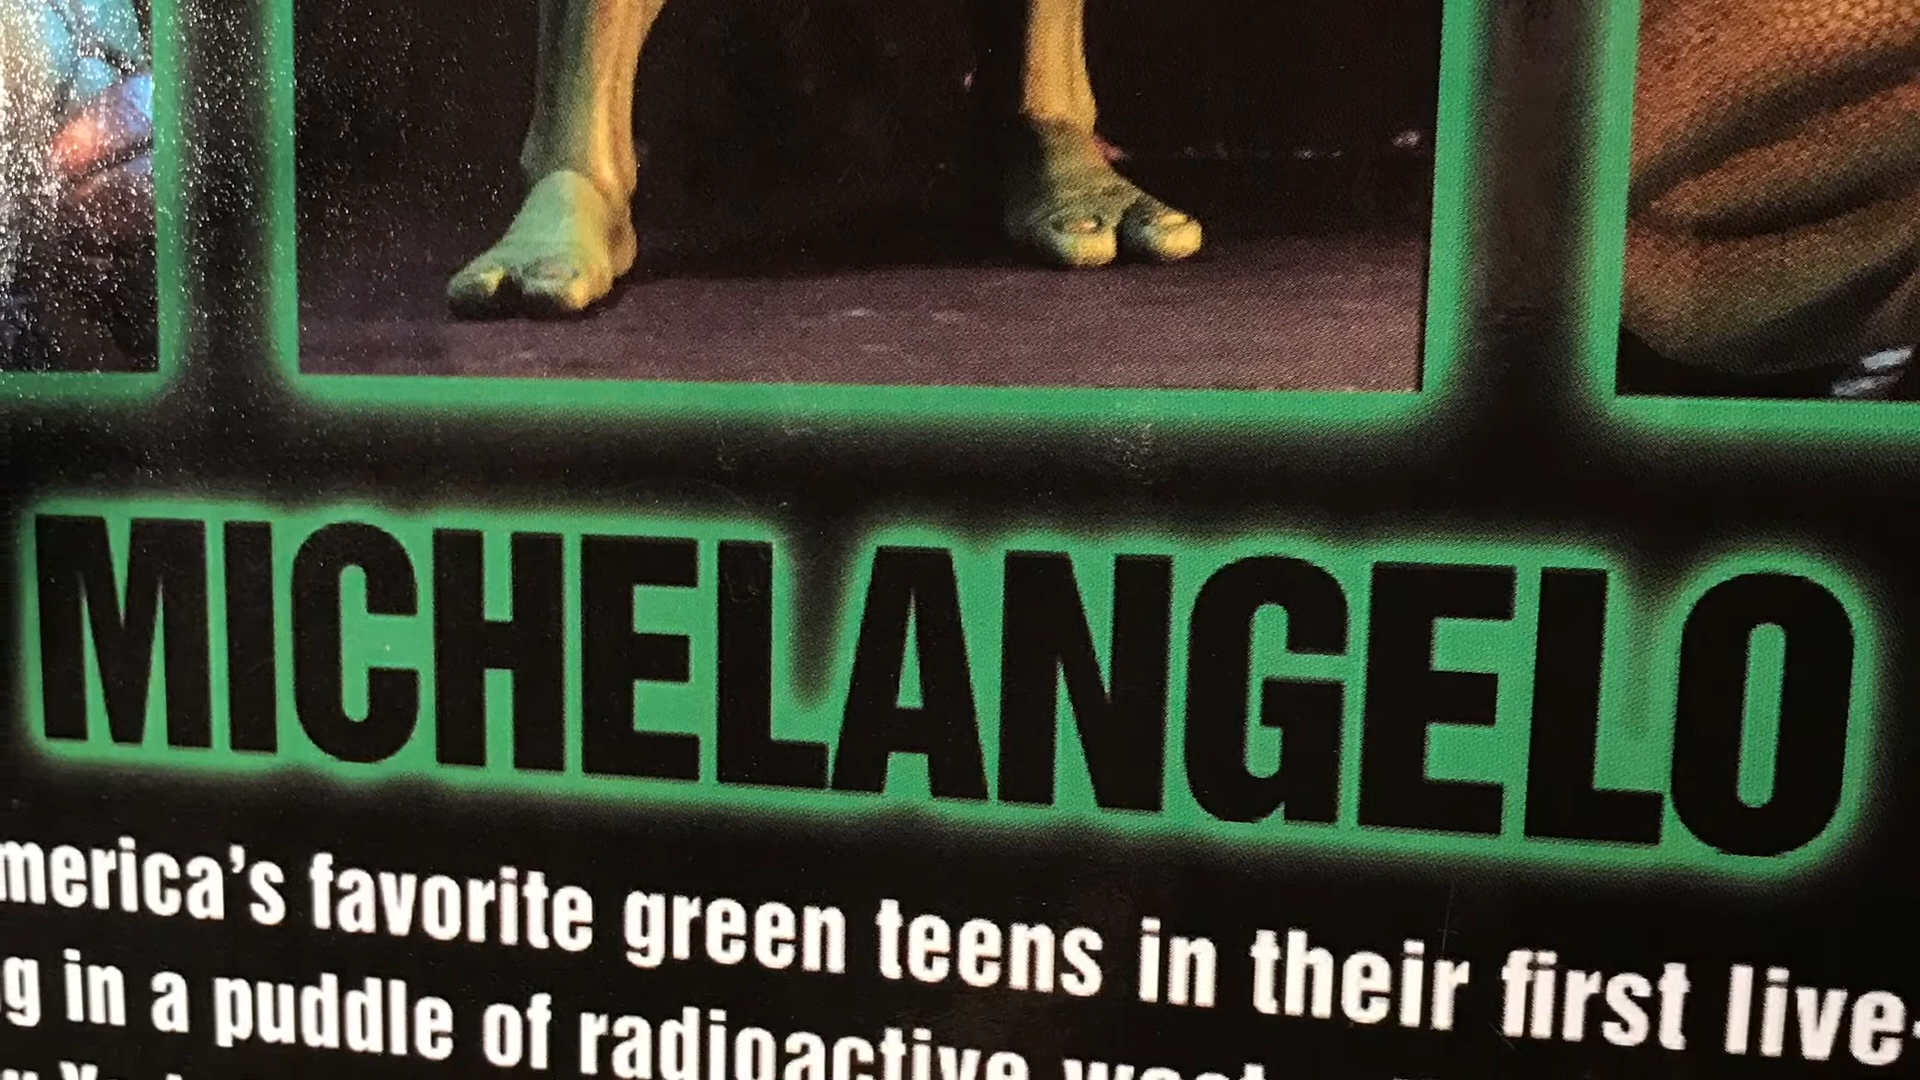 MICHELANGELO
merica's favorite green teens in their first live-
g in a puddle of radioactive